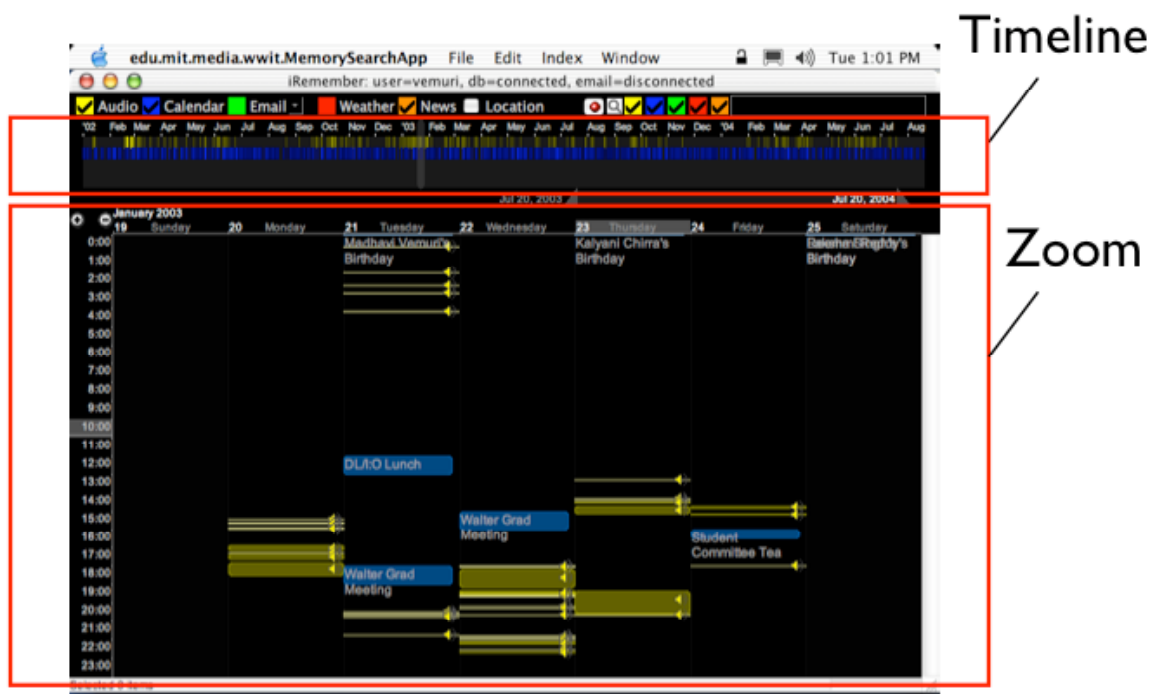 Timeline
edu.mit.media.wwit.MemorySearchApp File Edit Index Window Tue 1:01 PM
iRemember: user=vemuri, db=connected, email=disconnected
Audio Calendar Email Weather News Location
'02 Feb Mar Apr May Jun Jul Aug Sep Oct Nov Dec '03 Feb Mar Apr May Jun Jul Aug Sep Oct Nov Dec '04 Feb Mar Apr May Jun Jul Aug
Jul 20, 2003 Jul 20, 2004
Zoom
January 2003
19 Sunday 20 Monday 21 Tuesday 22 Wednesday 23 Thursday 24 Friday 25 Saturday
0:00 Madhavi Vemuri's Kalyani Chirra's
Birthday Birthday Birthday
1:00
2:00
3:00
4:00
5:00
6:00
7:00
8:00
9:00
10:00
11:00
12:00 DL/I:O Lunch
13:00
14:00
15:00 Walter Grad
Meeting
16:00 Student
Committee Tea
17:00
18:00 Walter Grad
Meeting
19:00
20:00
21:00
22:00
23:00